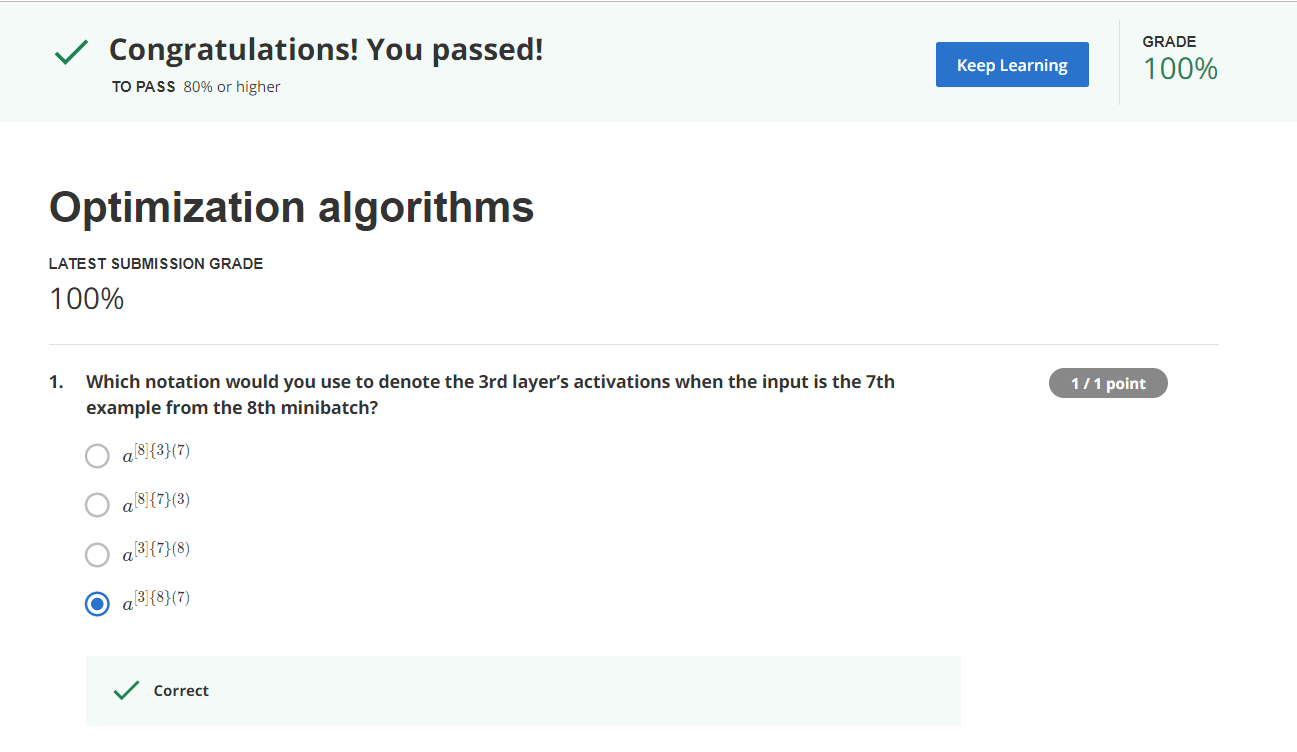 Congratulations! You passed!
TO PASS 80% or higher
Keep Learning
GRADE
100%
Optimization algorithms
LATEST SUBMISSION GRADE
100%
1. Which notation would you use to denote the 3rd layer’s activations when the input is the 7th
example from the 8th minibatch?
1 / 1 point
a^{[8]\{3\}(7)}
a^{[8]\{7\}(3)}
a^{[3]\{7\}(8)}
a^{[3]\{8\}(7)}
Correct